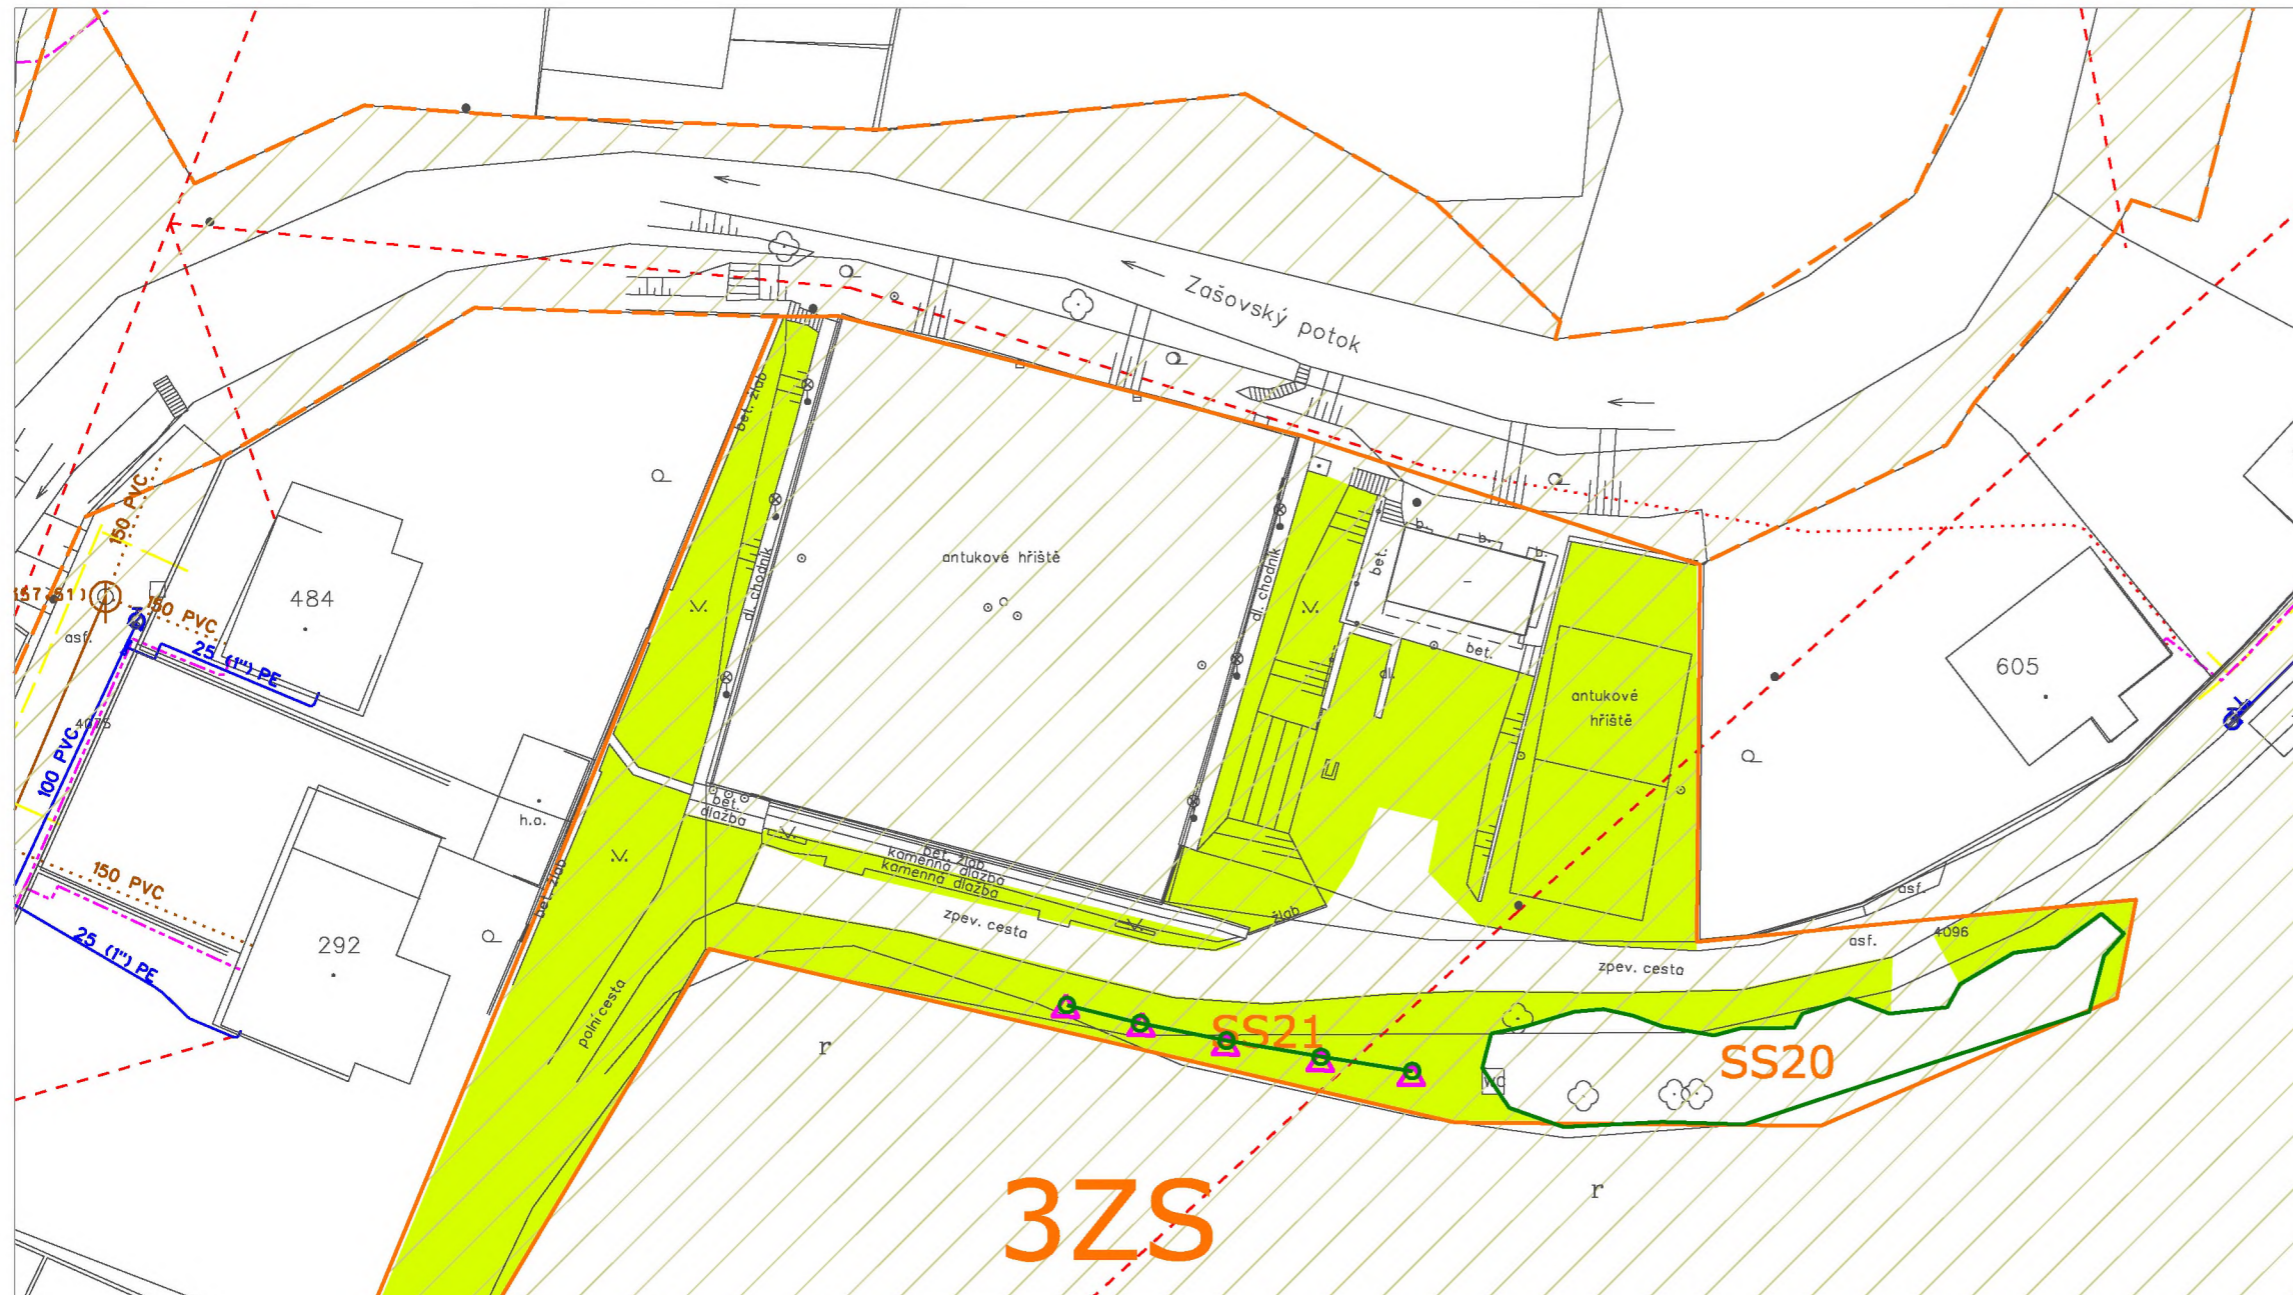 Zašovský potok
bet. žlab
antukové hřiště
dl. chodník
dl. chodník
bet.
b.
b.
b.
bet.
dl.
antukové
hřiště
150 PVC
150 PVC
484
asf.
25 (1") PE
605
4075
100 PVC
h.a.
bet.
dlažba
bet. žlab
kamenná dlažba
kamenná dlažba
bet. žlab
žlab
zpev. cesta
150 PVC
292
25 (1") PE
asf.
asf.
4096
zpev. cesta
polní cesta
r
SS21
SS20
WC
r
3ZS